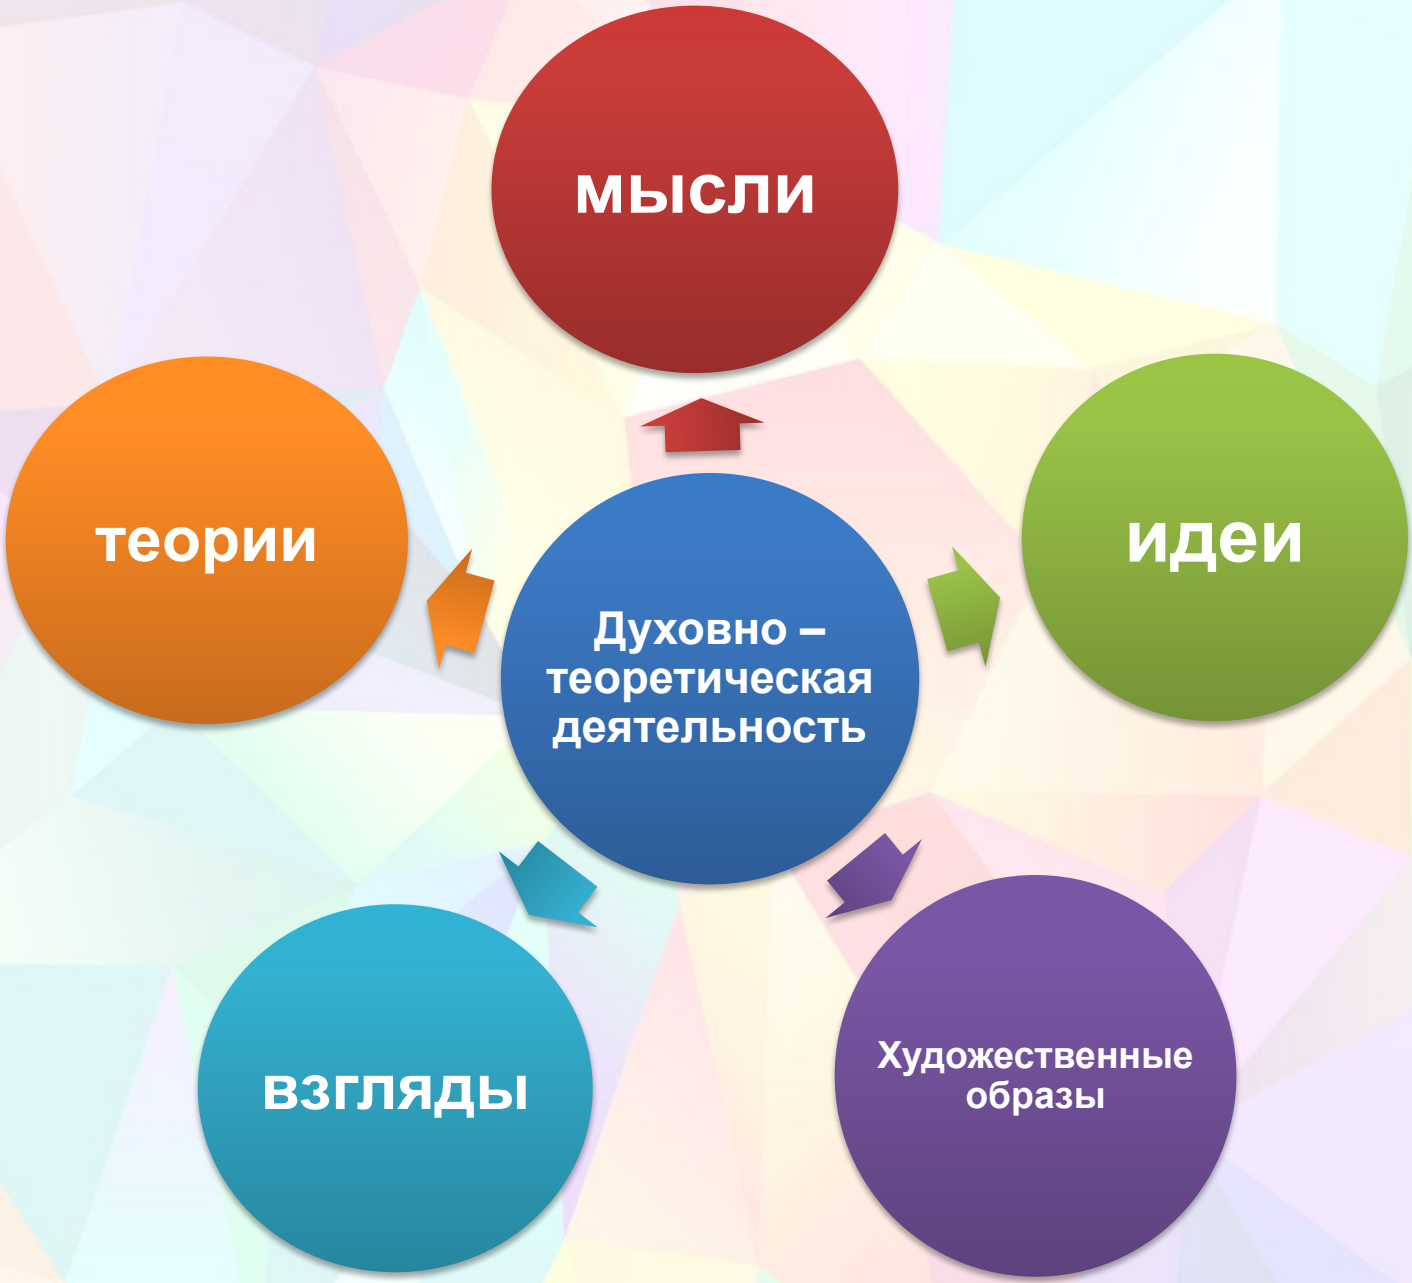 мысли
теории
идеи
Духовно –
теоретическая
деятельность
взгляды
Художественные
образы